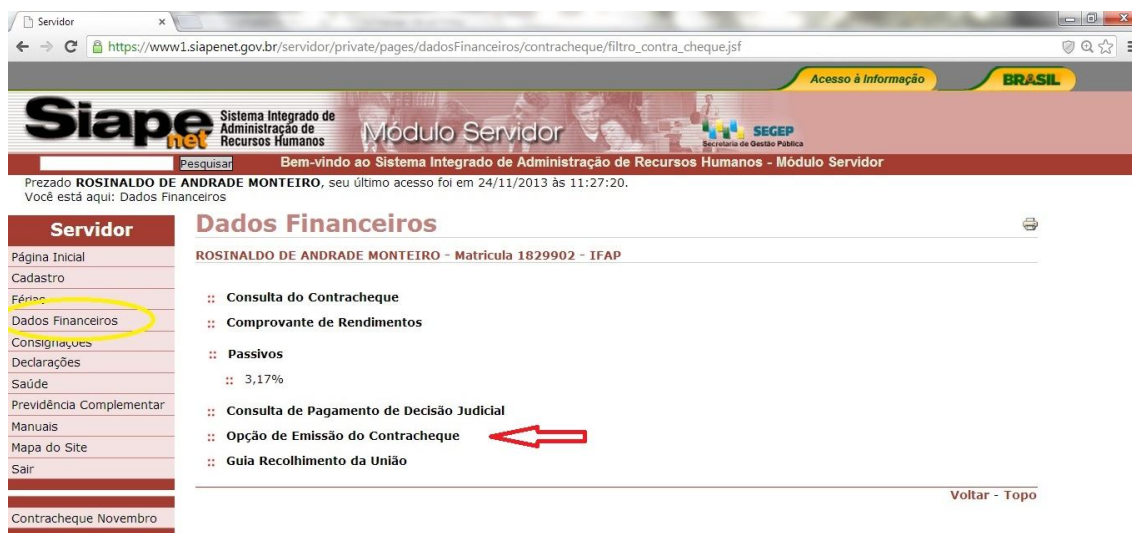 Servidor
https://www1.siapenet.gov.br/servidor/private/pages/dadosFinanceiros/contracheque/filtro_contra_cheque.jsf
Acesso à Informação
BRASIL
Siape
net
Sistema Integrado de
Administração de
Recursos Humanos
Módulo Servidor
SEGEP
Secretaria de Gestão Pública
Pesquisar
Bem-vindo ao Sistema Integrado de Administração de Recursos Humanos - Módulo Servidor
Prezado ROSINALDO DE ANDRADE MONTEIRO, seu último acesso foi em 24/11/2013 às 11:27:20.
Você está aqui: Dados Financeiros
Servidor
Página Inicial
Cadastro
Férias
Dados Financeiros
Consignações
Declarações
Saúde
Previdência Complementar
Manuais
Mapa do Site
Sair
Contracheque Novembro
Dados Financeiros
ROSINALDO DE ANDRADE MONTEIRO - Matricula 1829902 - IFAP
:: Consulta do Contracheque
:: Comprovante de Rendimentos
:: Passivos
:: 3,17%
:: Consulta de Pagamento de Decisão Judicial
:: Opção de Emissão do Contracheque
:: Guia Recolhimento da União
Voltar - Topo